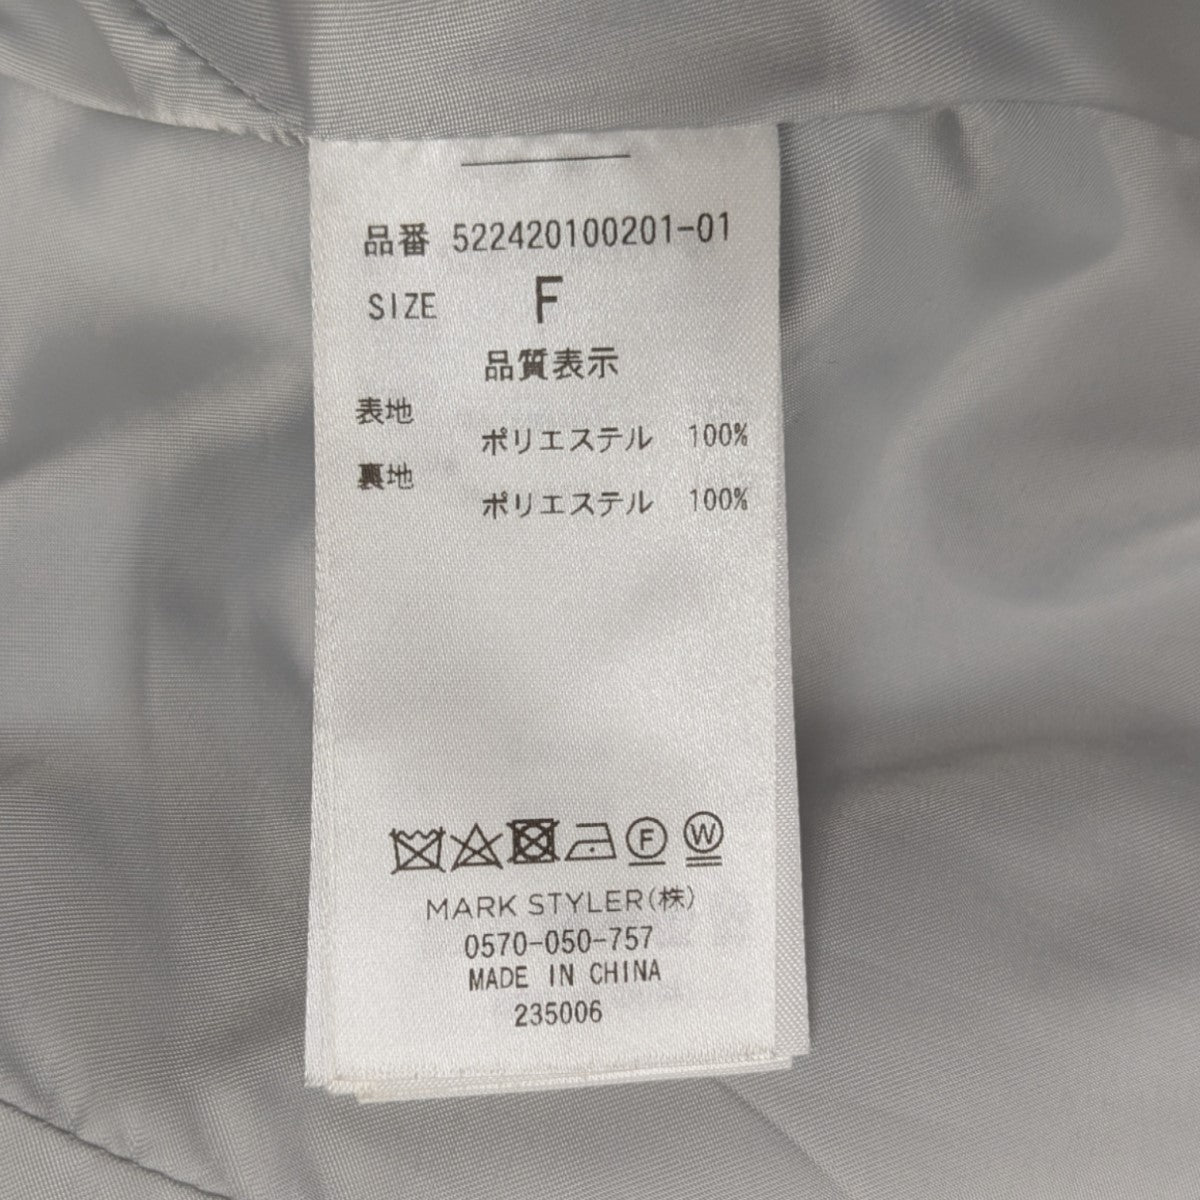 品番 522420100201-01
SIZE F
品質表示
表地
ポリエステル 100%
裏地
ポリエステル 100%
F W
MARK STYLER(株)
0570-050-757
MADE IN CHINA
235006